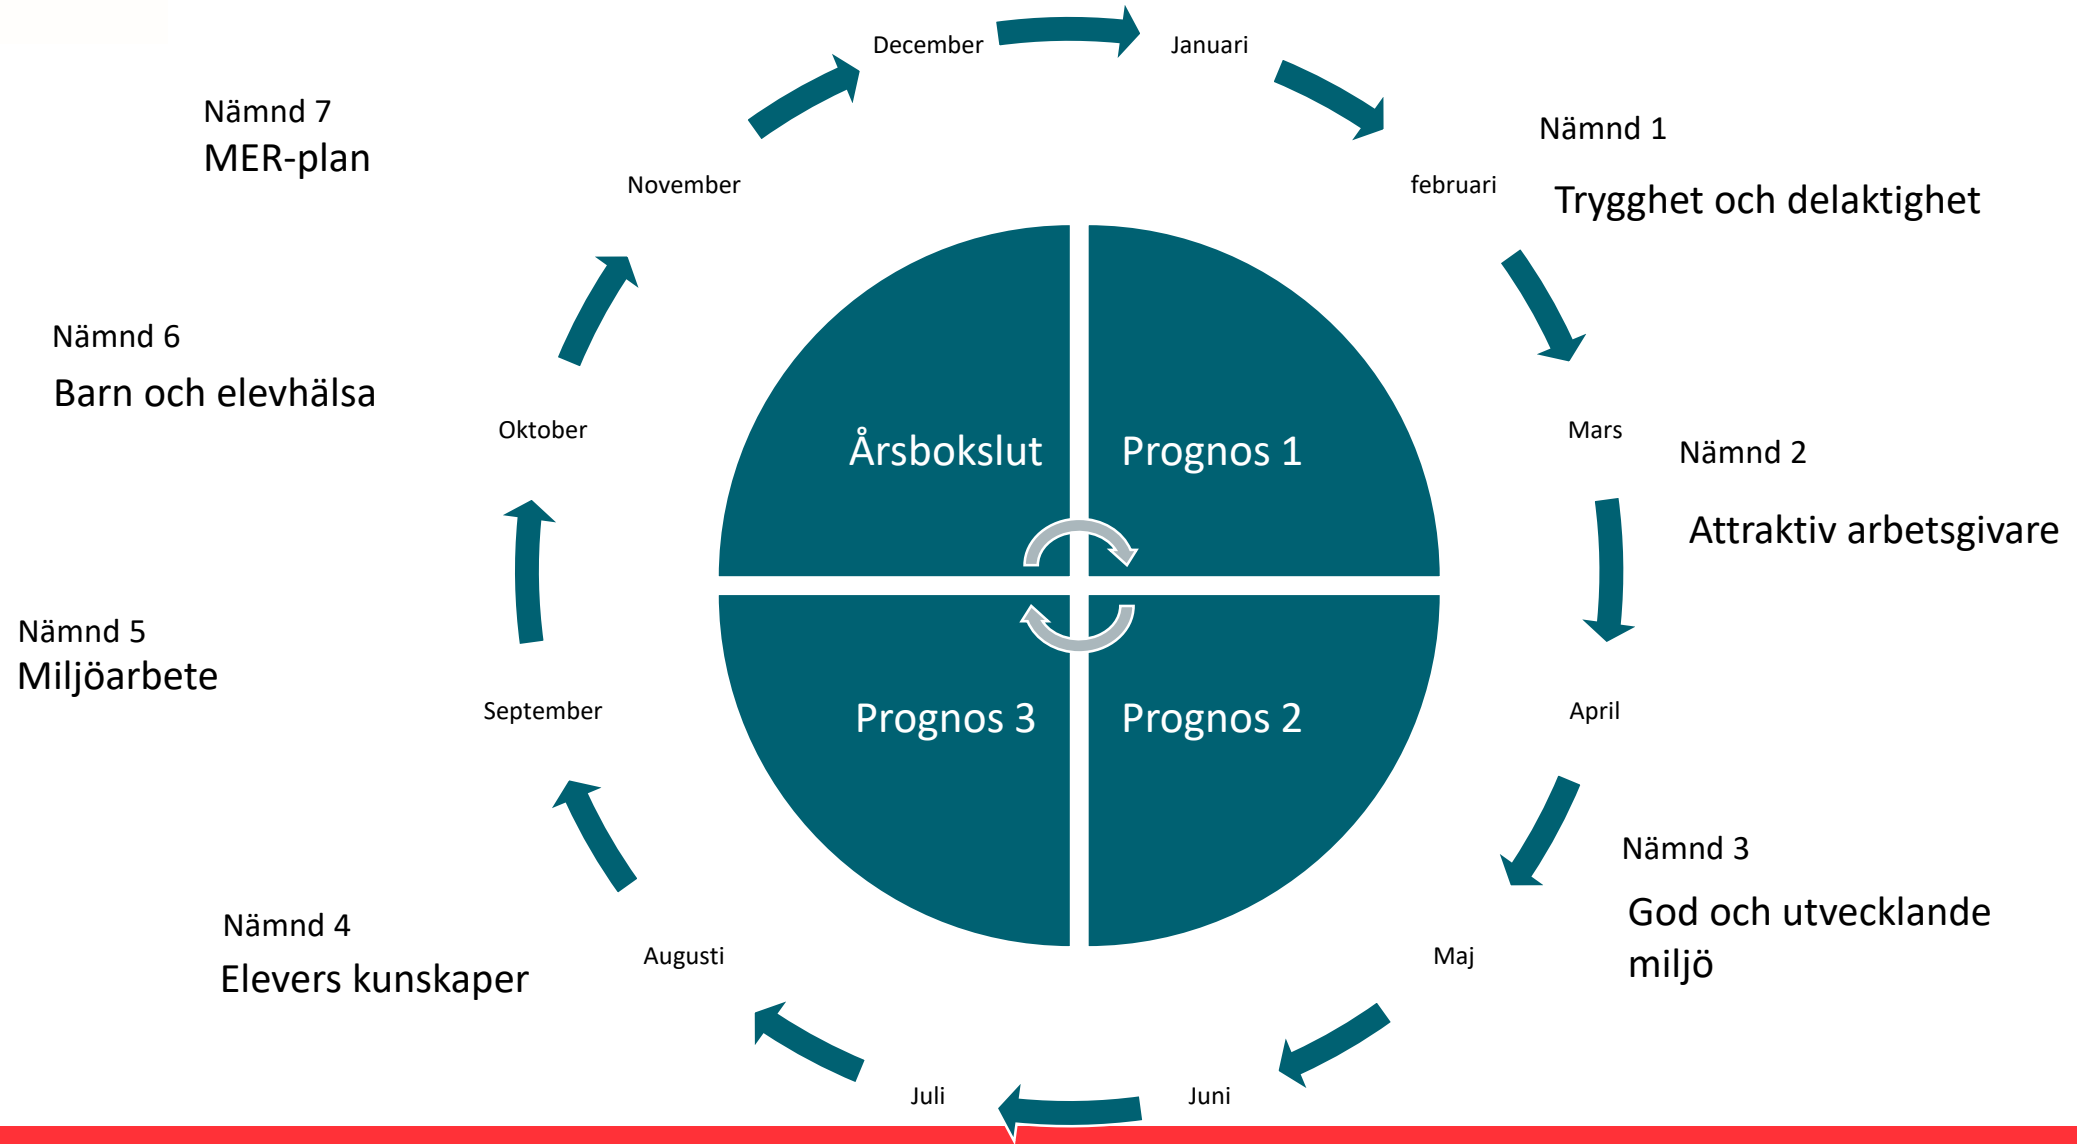 December
Januari
Nämnd 7
MER-plan
November
februari
Nämnd 1
Trygghet och delaktighet
Nämnd 6
Barn och elevhälsa
Oktober
Mars
Nämnd 2
Attraktiv arbetsgivare
Årsbokslut
Prognos 1
Nämnd 5
Miljöarbete
September
April
Prognos 3
Prognos 2
Nämnd 3
God och utvecklande
miljö
Nämnd 4
Elevers kunskaper
Augusti
Maj
Juli
Juni